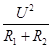 U²
R₁ + R₂